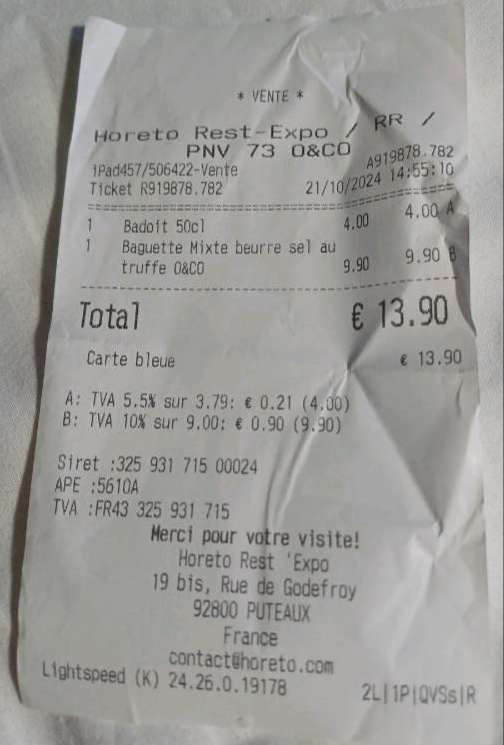 * VENTE *
Horeto Rest-Expo / RR /
PNV 73 O&CO
A919878.782
1Pad457/506422-Vente
Ticket R919878.782 21/10/2024 14:55:10
1 Badoit 50cl 4.00 4.00 A
1 Baguette Mixte beurre sel au
truffe O&CO 9.90 9.90 B
Total € 13.90
Carte bleue € 13.90
A: TVA 5.5% sur 3.79: € 0.21 (4.00)
B: TVA 10% sur 9.00: € 0.90 (9.90)
Siret :325 931 715 00024
APE :5610A
TVA :FR43 325 931 715
Merci pour votre visite!
Horeto Rest 'Expo
19 bis, Rue de Godefroy
92800 PUTEAUX
France
contact@horeto.com
Lightspeed (K) 24.26.0.19178 2L|1P|QVSs|R